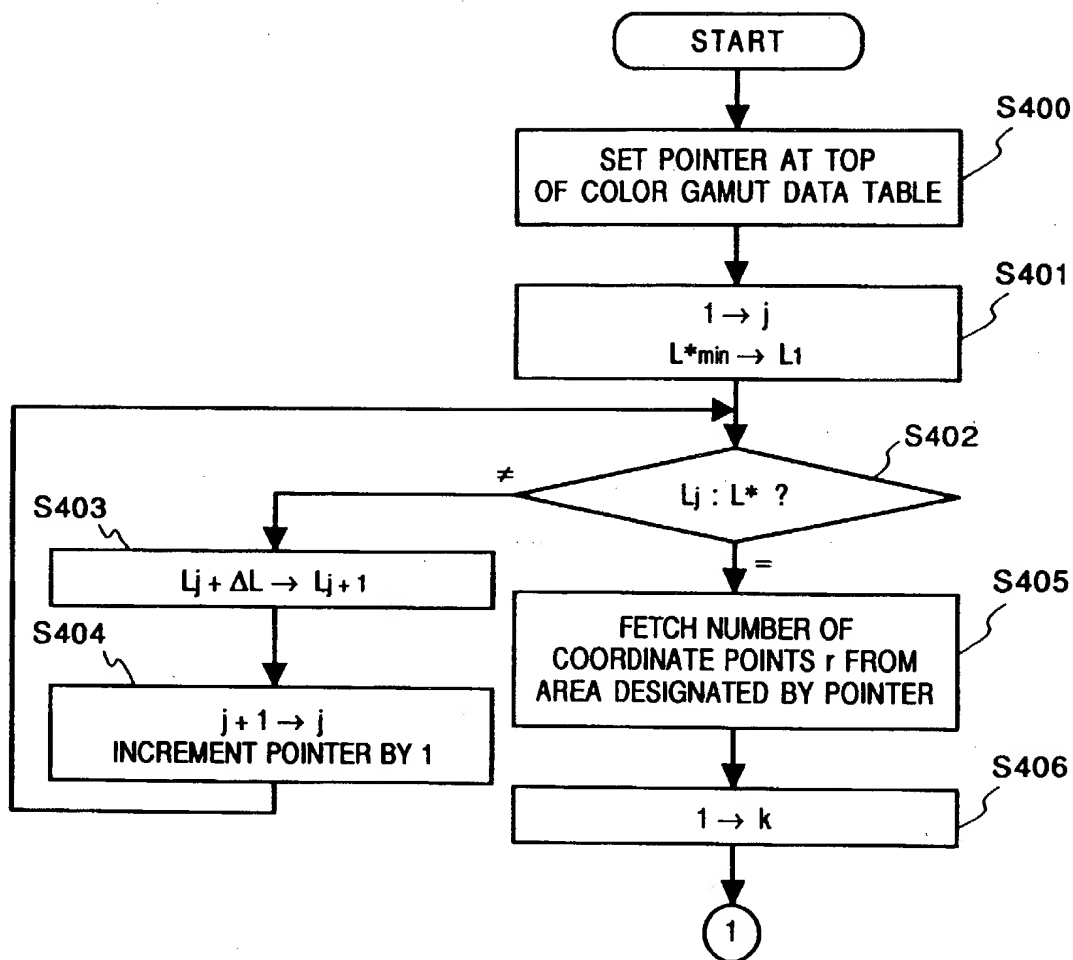 START
S400
SET POINTER AT TOP
OF COLOR GAMUT DATA TABLE
S401
1 → j
L*min → L1
S402
Lj : L* ?
≠
=
S403
Lj + ΔL → Lj + 1
S404
j + 1 → j
INCREMENT POINTER BY 1
S405
FETCH NUMBER OF
COORDINATE POINTS r FROM
AREA DESIGNATED BY POINTER
S406
1 → k
1